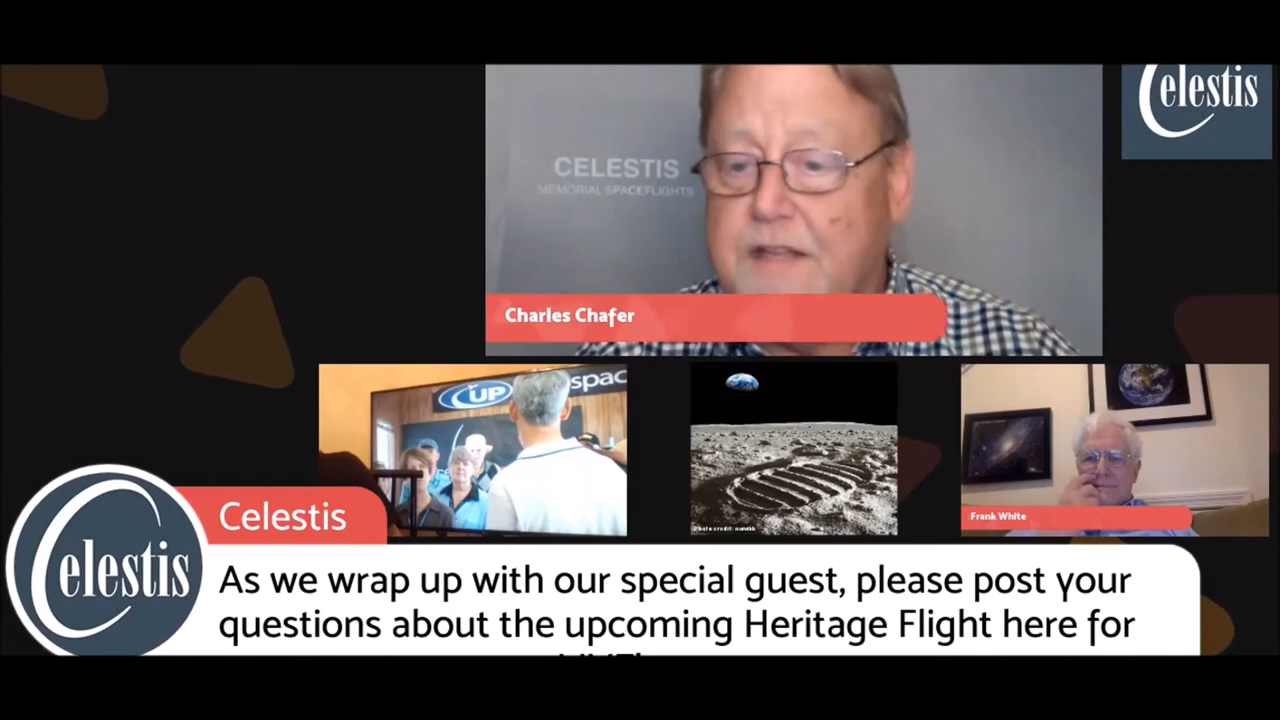 Celestis
CELESTIS
MEMORIAL SPACEFLIGHTS
Charles Chafer
UP
spac
Frank White
Celestis
Celestis
As we wrap up with our special guest, please post your
questions about the upcoming Heritage Flight here for